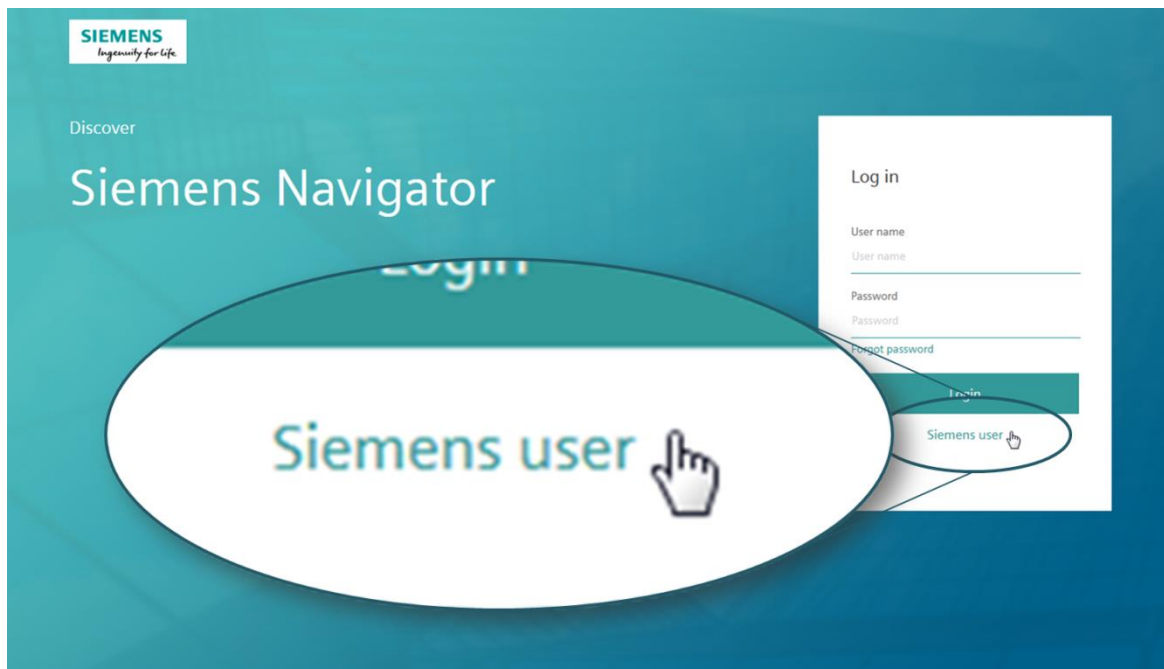 SIEMENS
Ingenuity for life
Discover
Siemens Navigator
Log in
User name
User name
Password
Password
Forgot password
Login
Siemens user
Login
Siemens user